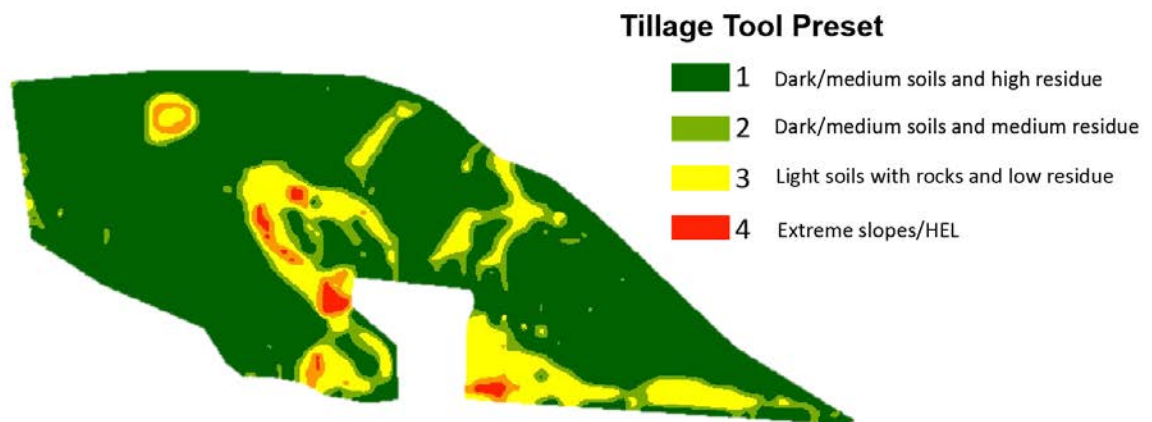 Tillage Tool Preset
1 Dark/medium soils and high residue
2 Dark/medium soils and medium residue
3 Light soils with rocks and low residue
4 Extreme slopes/HEL